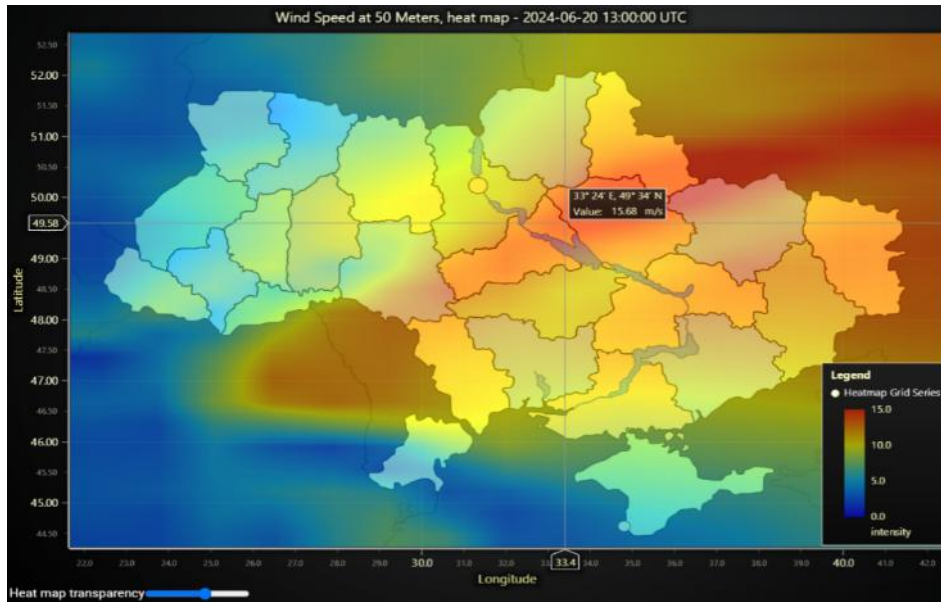 Wind Speed at 50 Meters, heat map - 2024-06-20 13:00:00 UTC
52.50
52.00
51.50
51.00
50.50
50.00
49.58
49.00
48.50
48.00
47.50
47.00
46.50
46.00
45.50
45.00
44.50
Latitude
33° 24' E, 49° 34' N
Value: 15.68 m/s
Legend
Heatmap Grid Series
15.0
10.0
5.0
0.0
intensity
22.0 23.0 24.0 25.0 26.0 27.0 28.0 29.0 30.0 31.0 32.0 33.4 34.0 35.0 36.0 37.0 38.0 39.0 40.0 41.0 42.0
Longitude
Heat map transparency